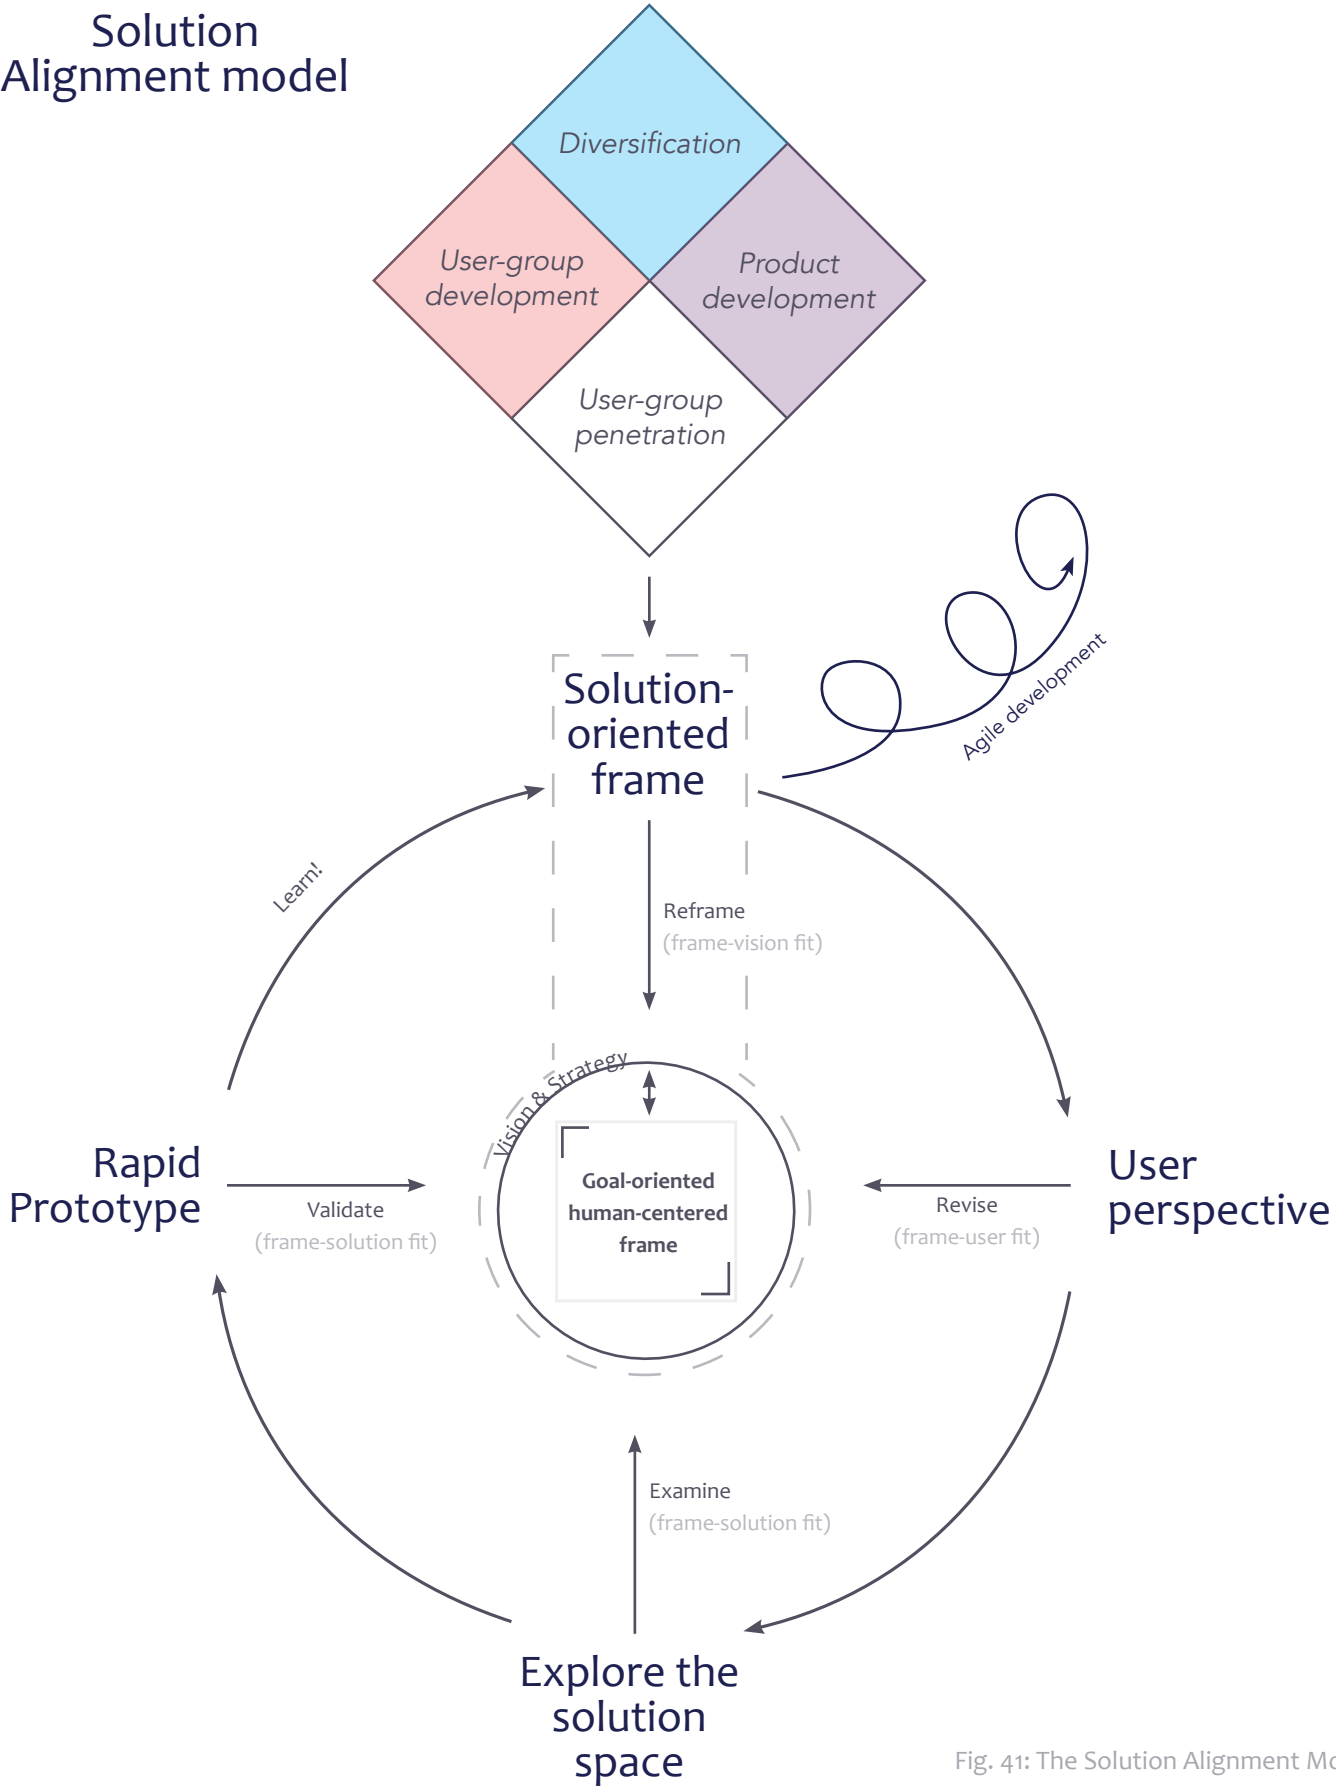 Solution
Alignment model
Diversification
User-group
development
Product
development
User-group
penetration
Solution-
oriented
frame
Agile development
Learn!
Reframe
(frame-vision fit)
Vision & Strategy
Goal-oriented
human-centered
frame
Rapid
Prototype
Validate
(frame-solution fit)
User
perspective
Revise
(frame-user fit)
Examine
(frame-solution fit)
Explore the
solution
space
Fig. 41: The Solution Alignment